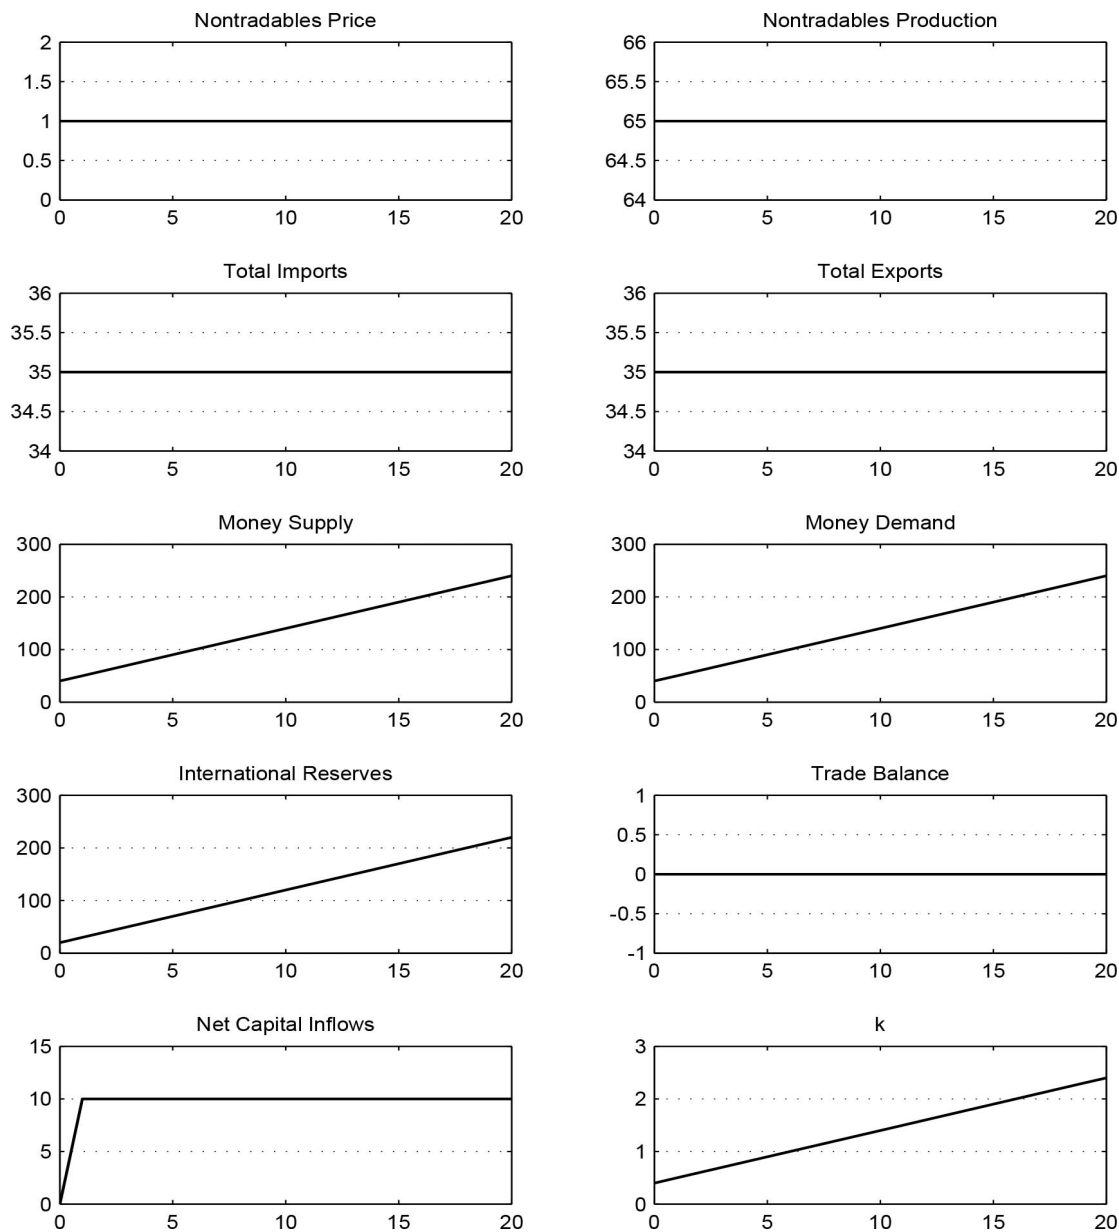 Nontradables Price
2
1.5
1
0.5
0
0 5 10 15 20
Nontradables Production
66
65.5
65
64.5
64
0 5 10 15 20
Total Imports
36
35.5
35
34.5
34
0 5 10 15 20
Total Exports
36
35.5
35
34.5
34
0 5 10 15 20
Money Supply
300
200
100
0
0 5 10 15 20
Money Demand
300
200
100
0
0 5 10 15 20
International Reserves
300
200
100
0
0 5 10 15 20
Trade Balance
1
0.5
0
-0.5
-1
0 5 10 15 20
Net Capital Inflows
15
10
5
0
0 5 10 15 20
k
3
2
1
0
0 5 10 15 20